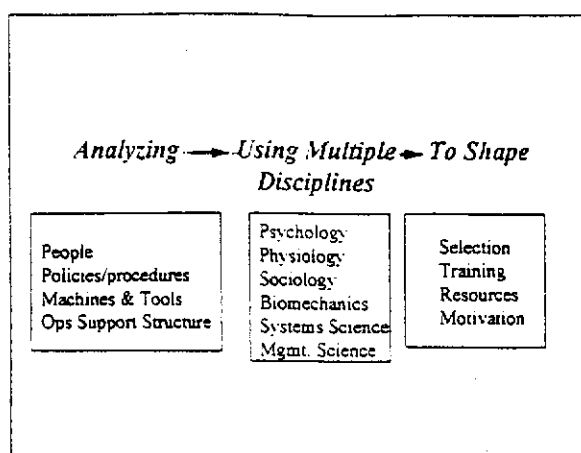 Analyzing → Using Multiple → To Shape
Disciplines
People
Policies/procedures
Machines & Tools
Ops Support Structure
Psychology
Physiology
Sociology
Biomechanics
Systems Science
Mgmt. Science
Selection
Training
Resources
Motivation